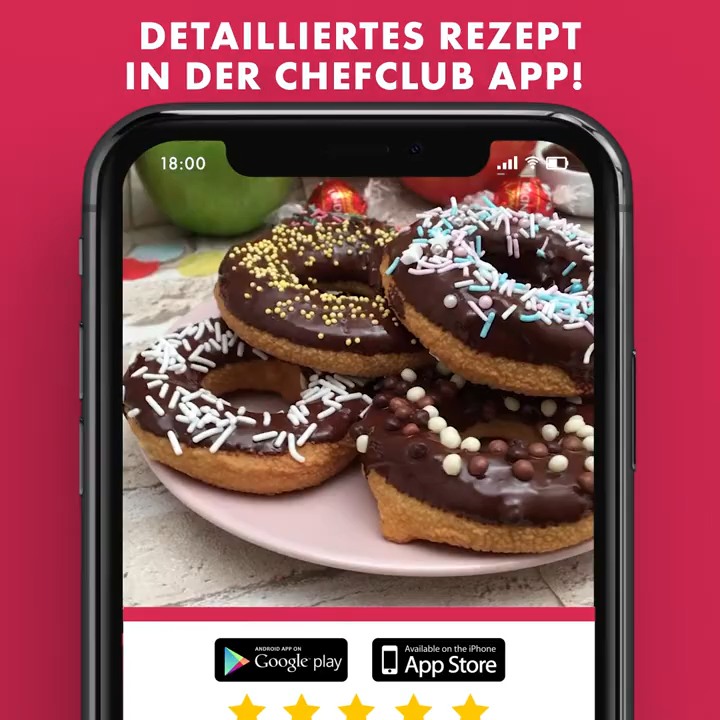 DETAILLIERTES REZEPT
IN DER CHEFCLUB APP!
18:00
ANDROID APP ON
Google play
Available on the iPhone
App Store